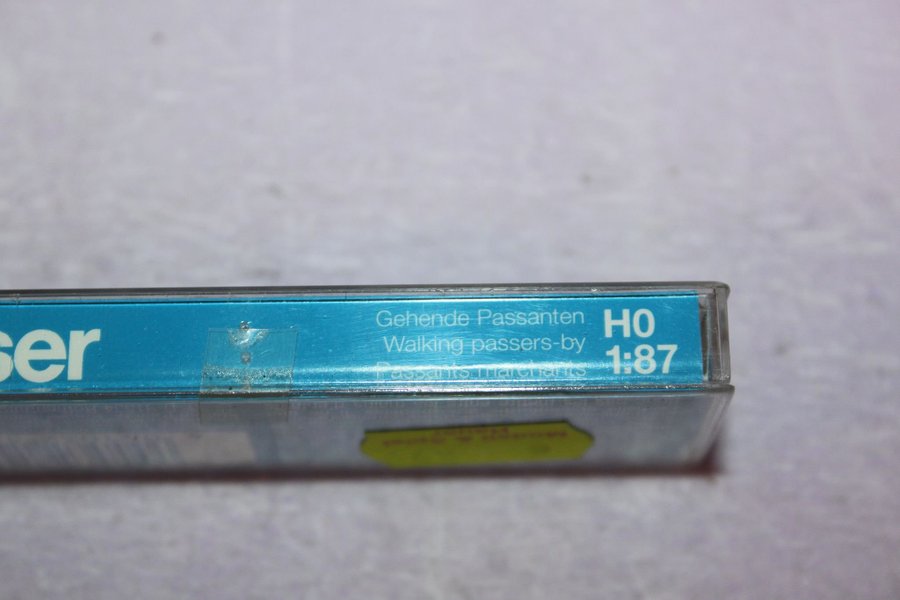 ser
Gehende Passanten
Walking passers-by
Passants marchants
H0
1:87